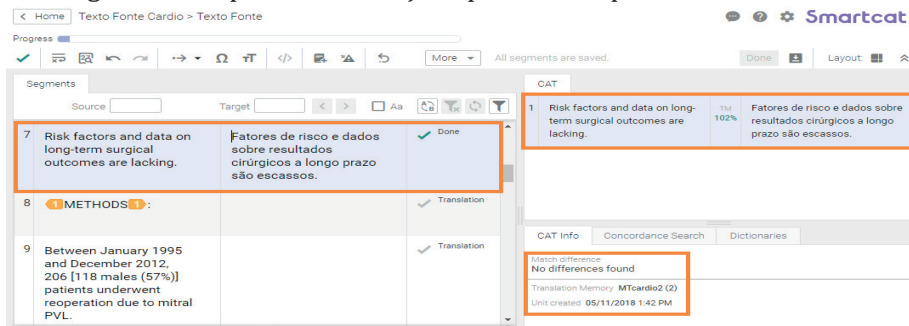 Home Texto Fonte Cardio > Texto Fonte
Smartcat
Progress
More
All segments are saved.
Done
Layout:
Segments
Source
Target
Aa
7
Risk factors and data on
long-term surgical
outcomes are lacking.
Fatores de risco e dados
sobre resultados
cirúrgicos a longo prazo
são escassos.
Done
8
1 METHODS 1 :
Translation
9
Between January 1995
and December 2012,
206 [118 males (57%)]
patients underwent
reoperation due to mitral
PVL.
Translation
CAT
1
Risk factors and data on long-
term surgical outcomes are
lacking.
TM
102%
Fatores de risco e dados sobre
resultados cirúrgicos a longo
prazo são escassos.
CAT Info
Concordance Search
Dictionaries
Match difference
No differences found
Translation Memory MTcardio2 (2)
Unit created 05/11/2018 1:42 PM